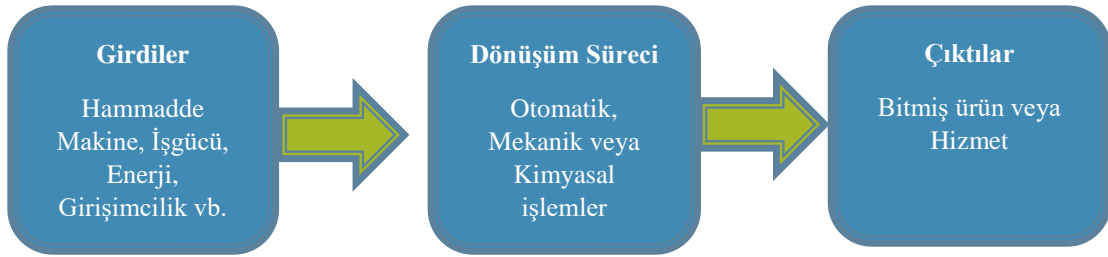 Girdiler
Hammadde
Makine, İşgücü,
Enerji,
Girişimcilik vb.
Dönüşüm Süreci
Otomatik,
Mekanik veya
Kimyasal
işlemler
Çıktılar
Bitmiş ürün veya
Hizmet